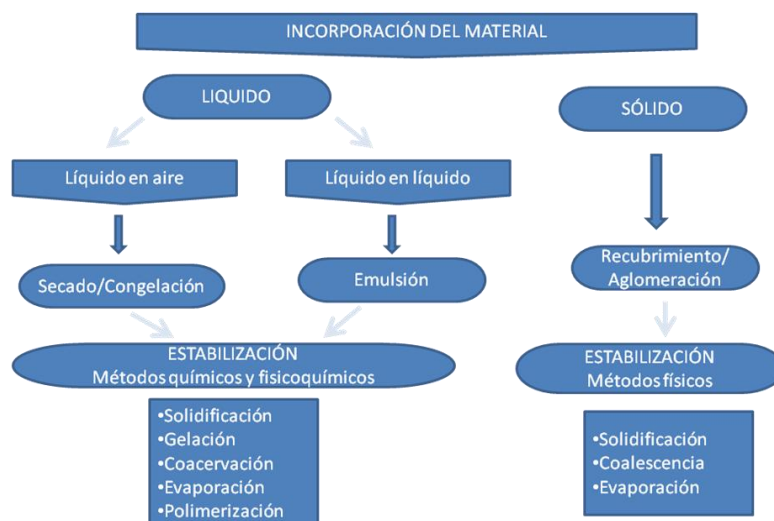 INCORPORACIÓN DEL MATERIAL
LIQUIDO
SÓLIDO
Líquido en aire
Líquido en líquido
Secado/Congelación
Emulsión
Recubrimiento/
Aglomeración
ESTABILIZACIÓN
Métodos químicos y fisicoquímicos
ESTABILIZACIÓN
Métodos físicos
•Solidificación
•Gelación
•Coacervación
•Evaporación
•Polimerización
•Solidificación
•Coalescencia
•Evaporación